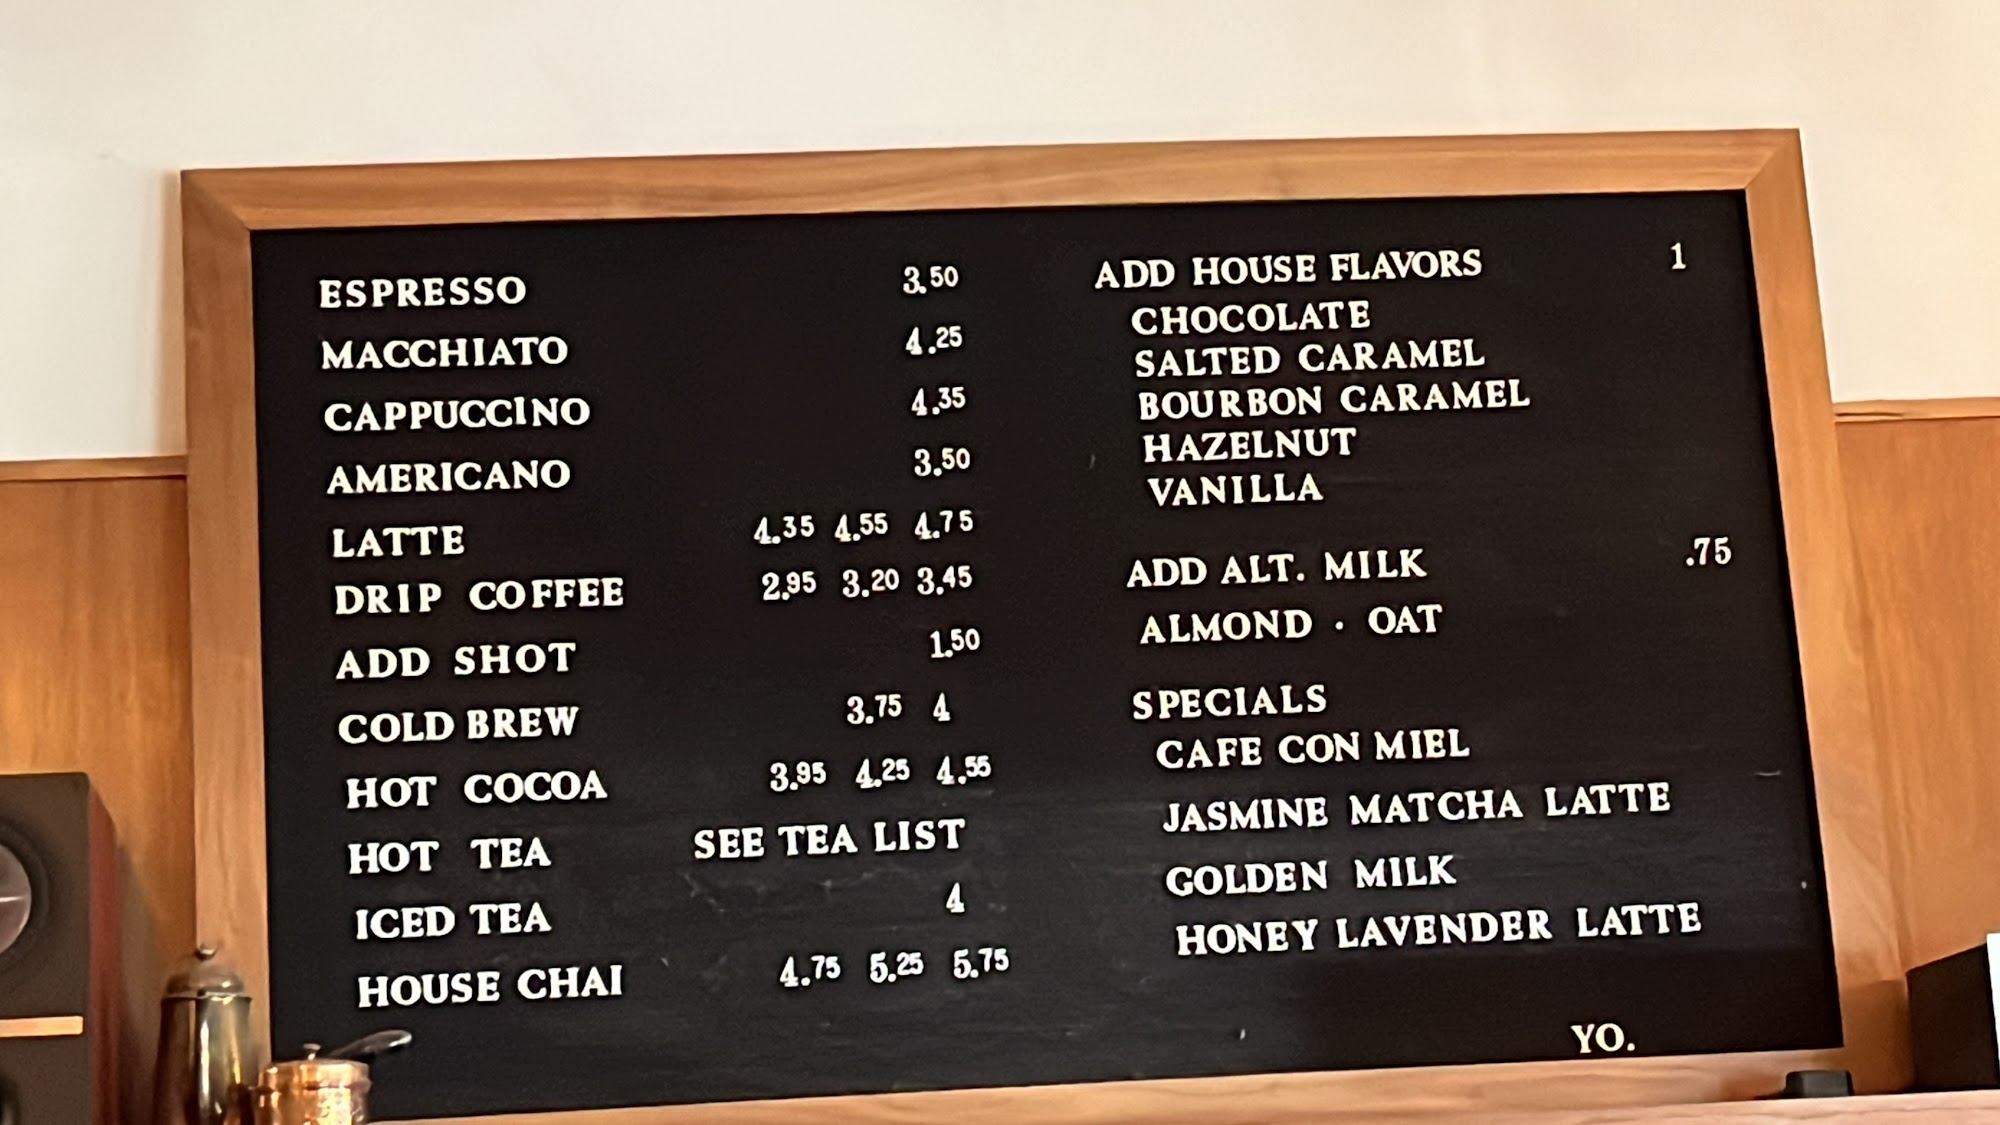 ESPRESSO 3.50
MACCHIATO 4.25
CAPPUCCINO 4.35
AMERICANO 3.50
LATTE 4.35 4.55 4.75
DRIP COFFEE 2.95 3.20 3.45
ADD SHOT 1.50
COLD BREW 3.75 4
HOT COCOA 3.95 4.25 4.55
HOT TEA SEE TEA LIST
ICED TEA 4
HOUSE CHAI 4.75 5.25 5.75
ADD HOUSE FLAVORS 1
CHOCOLATE
SALTED CARAMEL
BOURBON CARAMEL
HAZELNUT
VANILLA
ADD ALT. MILK .75
ALMOND · OAT
SPECIALS
CAFE CON MIEL
JASMINE MATCHA LATTE
GOLDEN MILK
HONEY LAVENDER LATTE
YO.